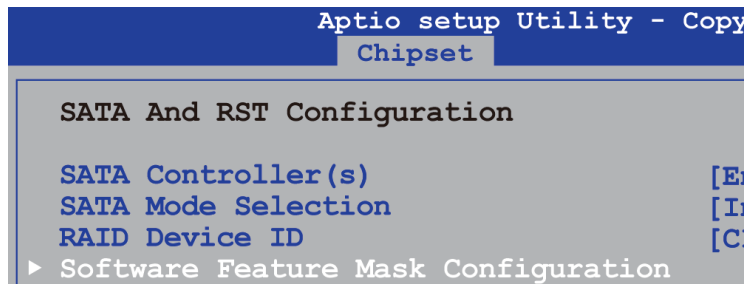 Aptio setup Utility - Copy
Chipset
SATA And RST Configuration
SATA Controller(s)
SATA Mode Selection
RAID Device ID
Software Feature Mask Configuration